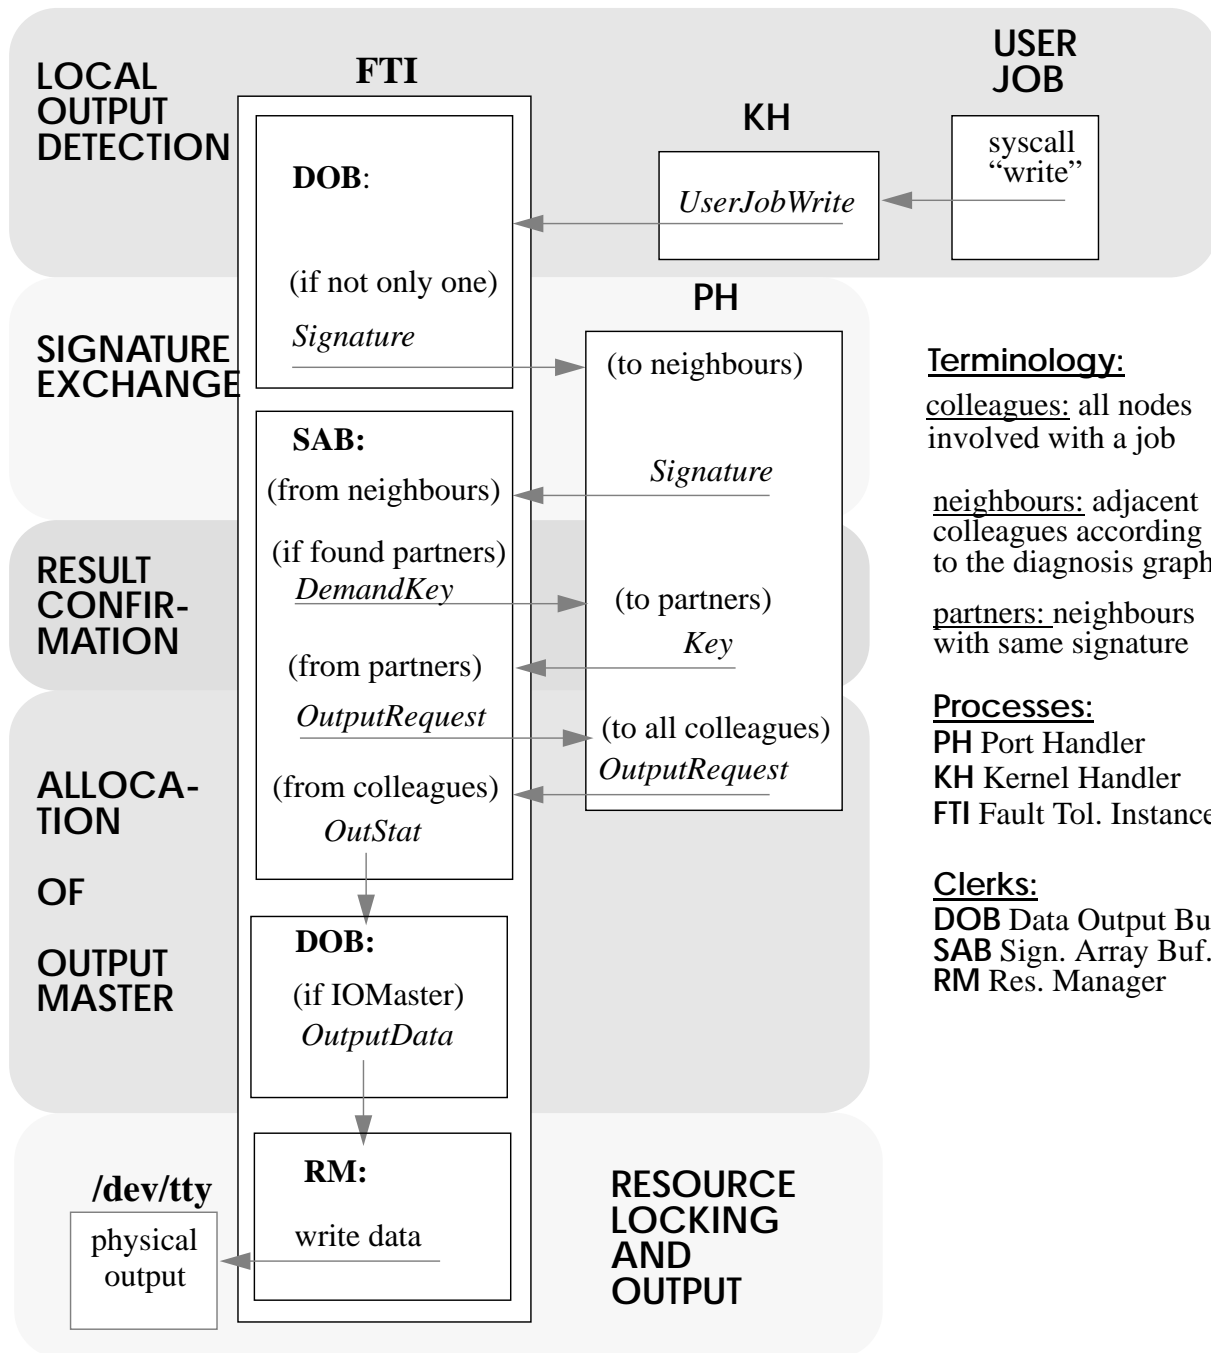 LOCAL
OUTPUT
DETECTION
FTI
DOB:
(if not only one)
Signature
KH
UserJobWrite
USER
JOB
syscall
“write”
SIGNATURE
EXCHANGE
PH
(to neighbours)
SAB:
(from neighbours)
Signature
RESULT
CONFIR-
MATION
(if found partners)
DemandKey
(to partners)
Key
(from partners)
ALLOCA-
TION
OF
OUTPUT
MASTER
OutputRequest
(to all colleagues)
OutputRequest
(from colleagues)
OutStat
DOB:
(if IOMaster)
OutputData
RM:
write data
/dev/tty
physical
output
RESOURCE
LOCKING
AND
OUTPUT
Terminology:
colleagues: all nodes
involved with a job
neighbours: adjacent
colleagues according
to the diagnosis graph
partners: neighbours
with same signature
Processes:
PH Port Handler
KH Kernel Handler
FTI Fault Tol. Instance
Clerks:
DOB Data Output Bu
SAB Sign. Array Buf.
RM Res. Manager